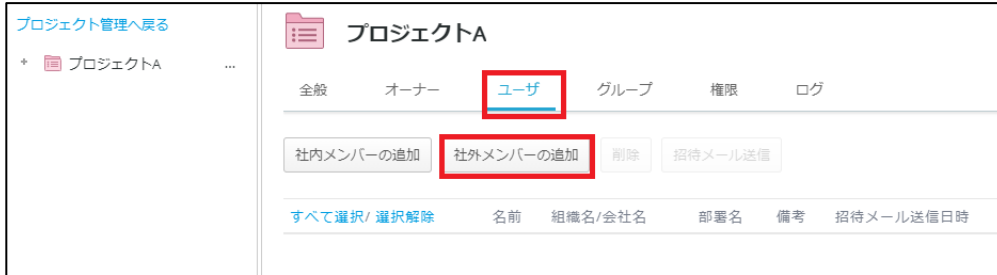 プロジェクト管理へ戻る
プロジェクトA ...
プロジェクトA
全般 オーナー ユーザ グループ 権限 ログ
社内メンバーの追加 社外メンバーの追加 削除 招待メール送信
すべて選択/ 選択解除 名前 組織名/会社名 部署名 備考 招待メール送信日時